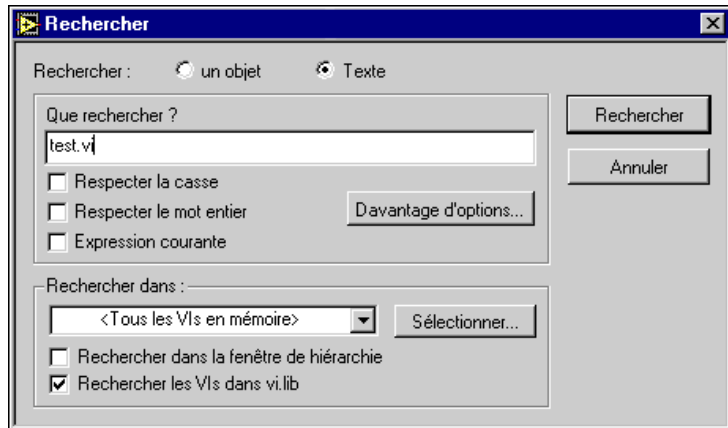 Rechercher
Rechercher : un objet Texte
Que rechercher ?
test.vi
Respecter la casse
Respecter le mot entier
Expression courante
Davantage d'options...
Rechercher
Annuler
Rechercher dans :
<Tous les VIs en mémoire>
Sélectionner...
Rechercher dans la fenêtre de hiérarchie
Rechercher les VIs dans vi.lib